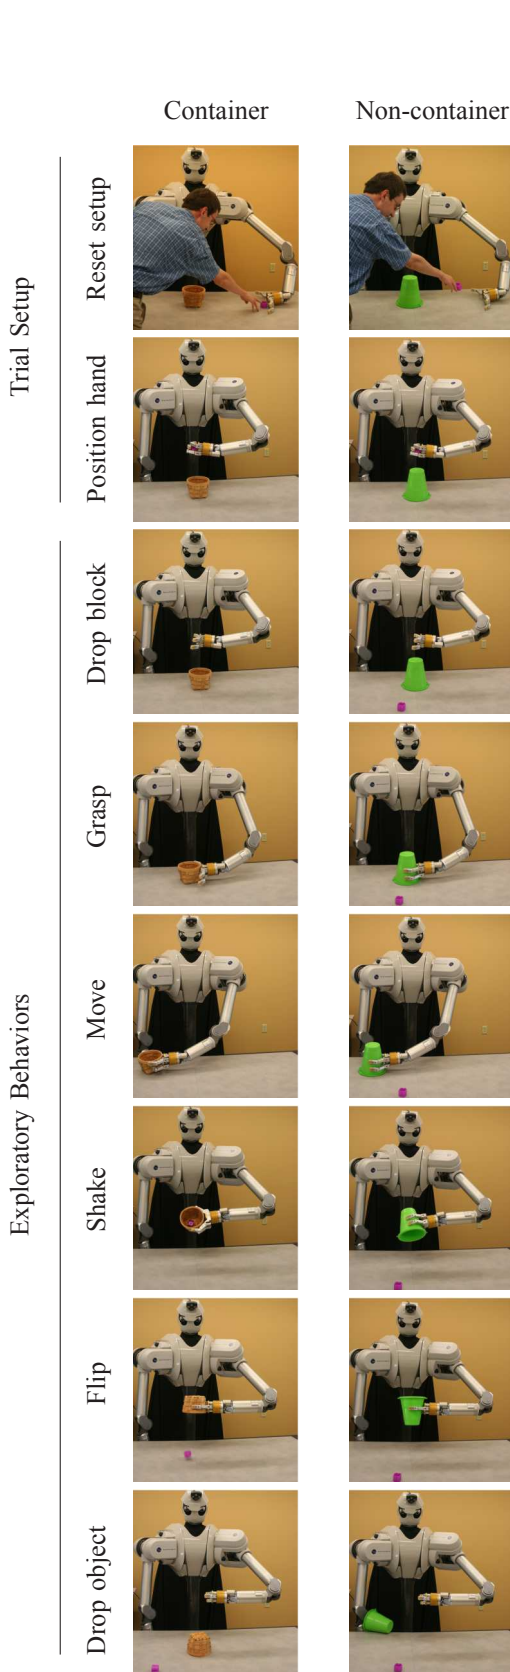 Container
Non-container
Trial Setup
Reset setup
Position hand
Exploratory Behaviors
Drop block
Grasp
Move
Shake
Flip
Drop object